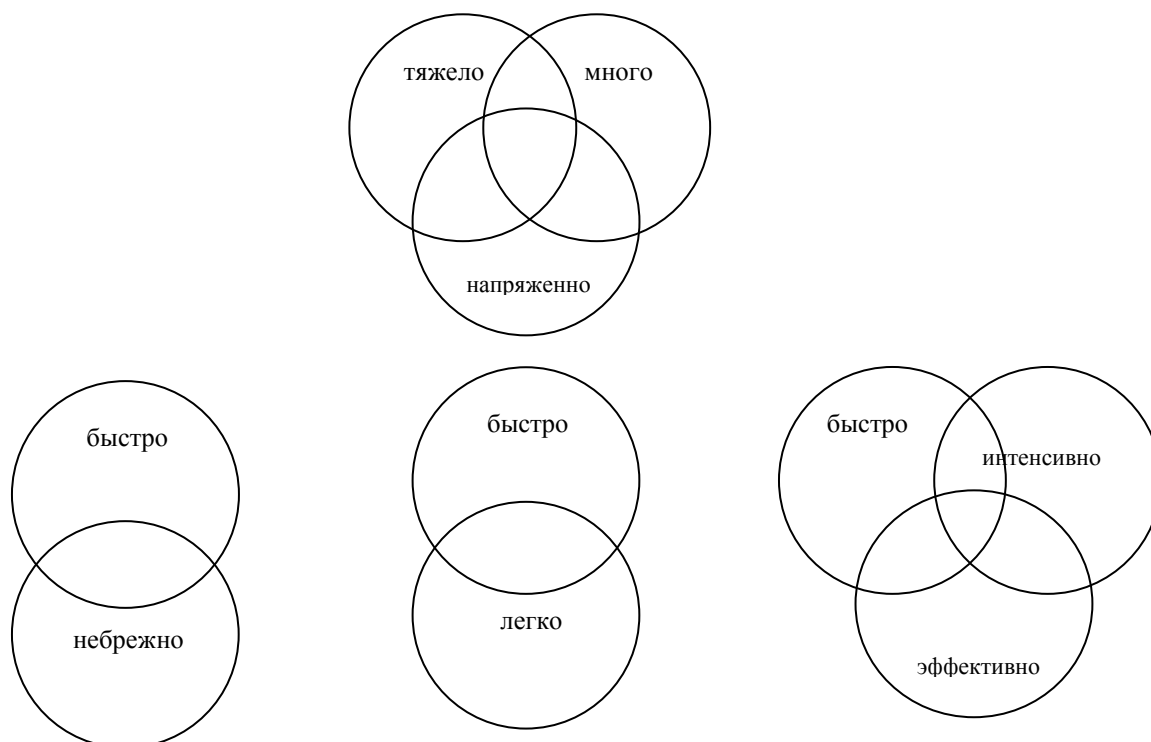 тяжело
много
напряженно
быстро
небрежно
быстро
легко
быстро
интенсивно
эффективно